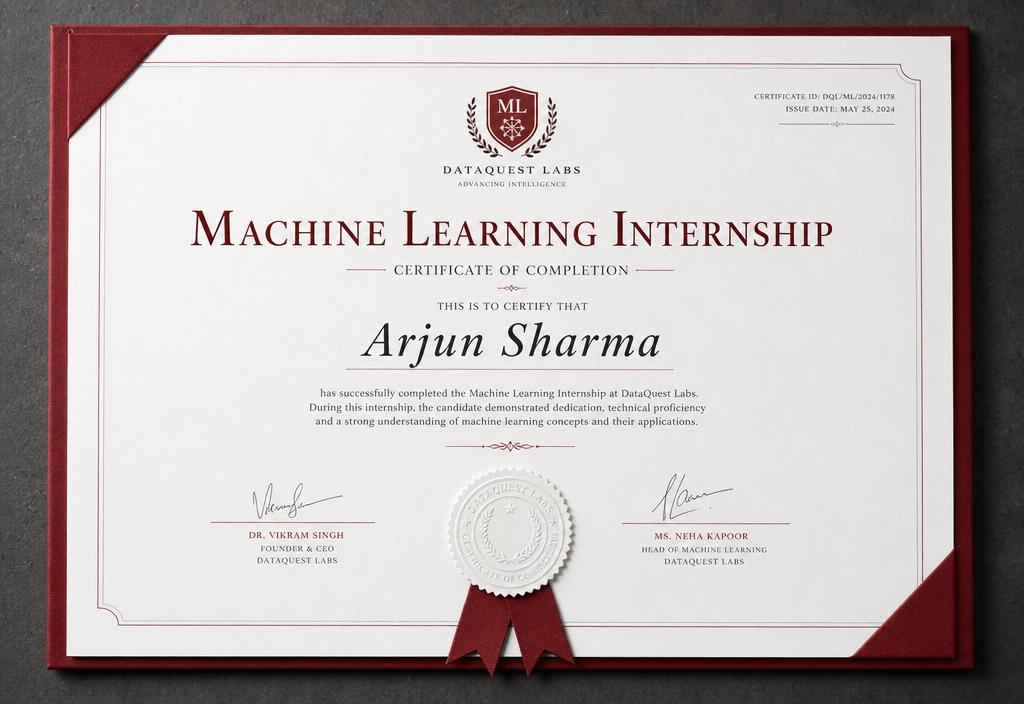 ML
DATAQUEST LABS
ADVANCING INTELLIGENCE
CERTIFICATE ID: DQL/ML/2024/1178
ISSUE DATE: MAY 25, 2024
MACHINE LEARNING INTERNSHIP
CERTIFICATE OF COMPLETION
THIS IS TO CERTIFY THAT
Arjun Sharma
has successfully completed the Machine Learning Internship at DataQuest Labs.
During this internship, the candidate demonstrated dedication, technical proficiency
and a strong understanding of machine learning concepts and their applications.
DR. VIKRAM SINGH
FOUNDER & CEO
DATAQUEST LABS
DATAQUEST LABS
CERTIFICATE OF
MS. NEHA KAPOOR
HEAD OF MACHINE LEARNING
DATAQUEST LABS